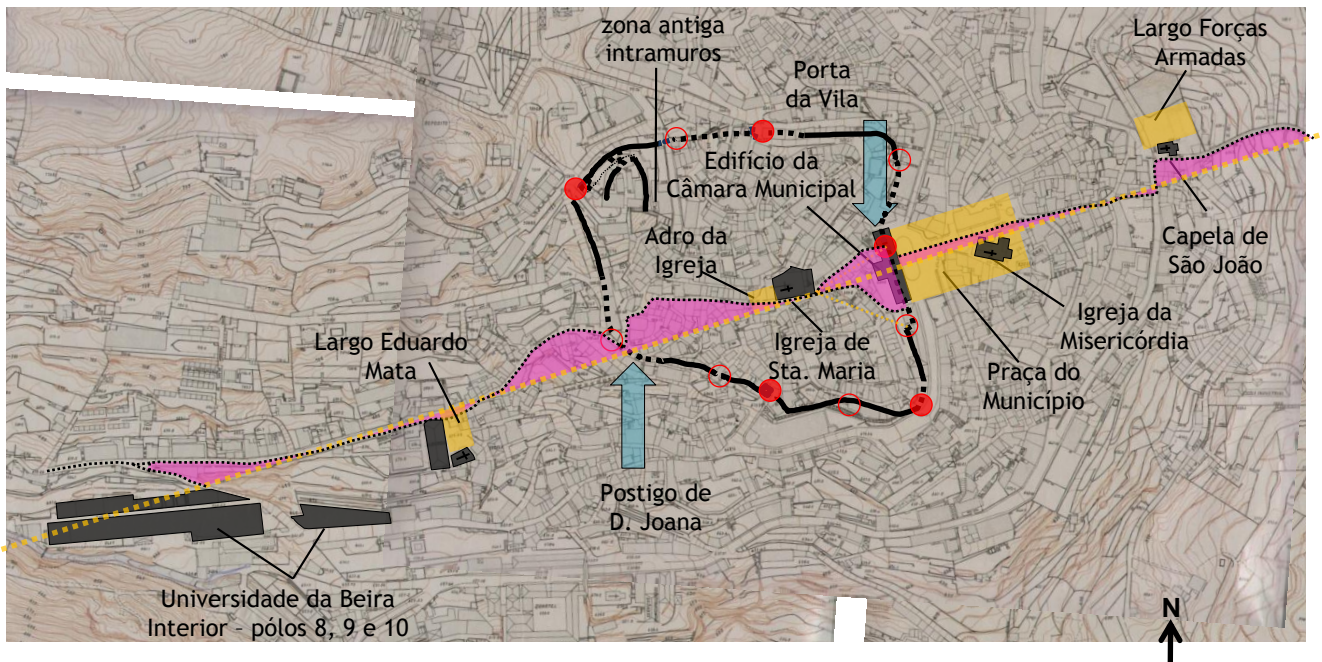 zona antiga
intramuros
Largo Forças
Armadas
Porta
da Vila
Edifício da
Câmara Municipal
Adro da
Igreja
Capela de
São João
Igreja da
Misericórdia
Largo Eduardo
Mata
Igreja de
Sta. Maria
Praça do
Município
Postigo de
D. Joana
Universidade da Beira
Interior – pólos 8, 9 e 10
N